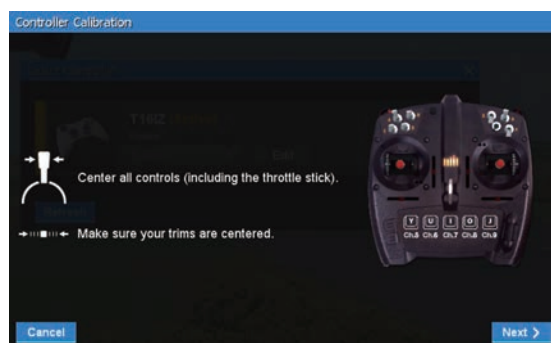 Controller Calibration
Edit
Center all controls (including the throttle stick).
Make sure your trims are centered.
Y U I O J
Ch.5 Ch.6 Ch.7 Ch.8 Ch.9
Cancel
Next >